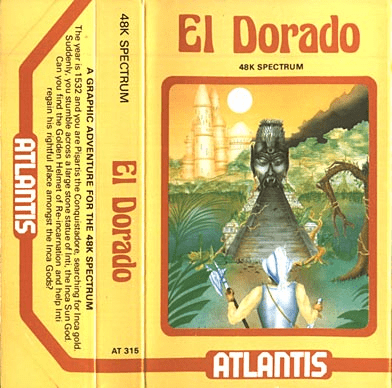 A GRAPHIC ADVENTURE FOR THE 48K SPECTRUM
The year is 1532 and you are Pisartis the Conquistadore, searching for Inca gold.
Suddenly, you stumble across a large stone statue of Inti, the Inca Sun God.
Can you find the Golden Helmet of Re-incarnation and help Inti
regain his rightful place amongst the Inca Gods?
ATLANTIS
48K SPECTRUM
El Dorado
AT 315
El Dorado
48K SPECTRUM
ATLANTIS